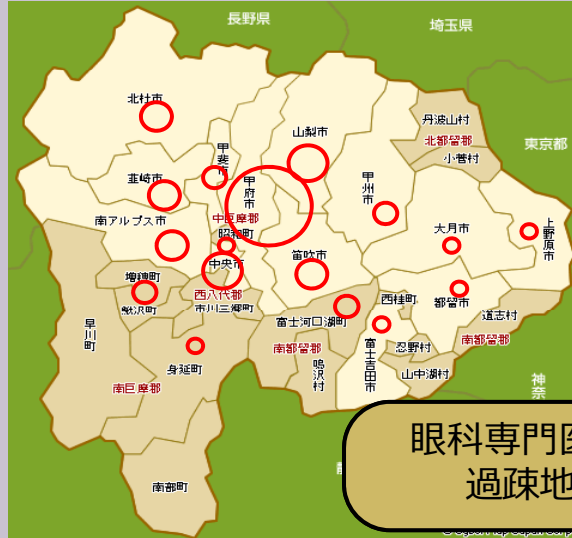 長野県
埼玉県
東京都
神奈
北杜市
山梨市
丹波山村
北都留郡
小菅村
甲斐市
韮崎市
甲府市
甲州市
南アルプス市
中巨摩郡
昭和町
中央市
笛吹市
大月市
上野原市
増穂町
鰍沢町
西八代郡
市川三郷町
早川町
富士河口湖町
西桂町
都留市
道志村
南都留郡
南都留郡
鳴沢村
富士吉田市
忍野村
山中湖村
身延町
南巨摩郡
南部町
眼科専門医
過疎地